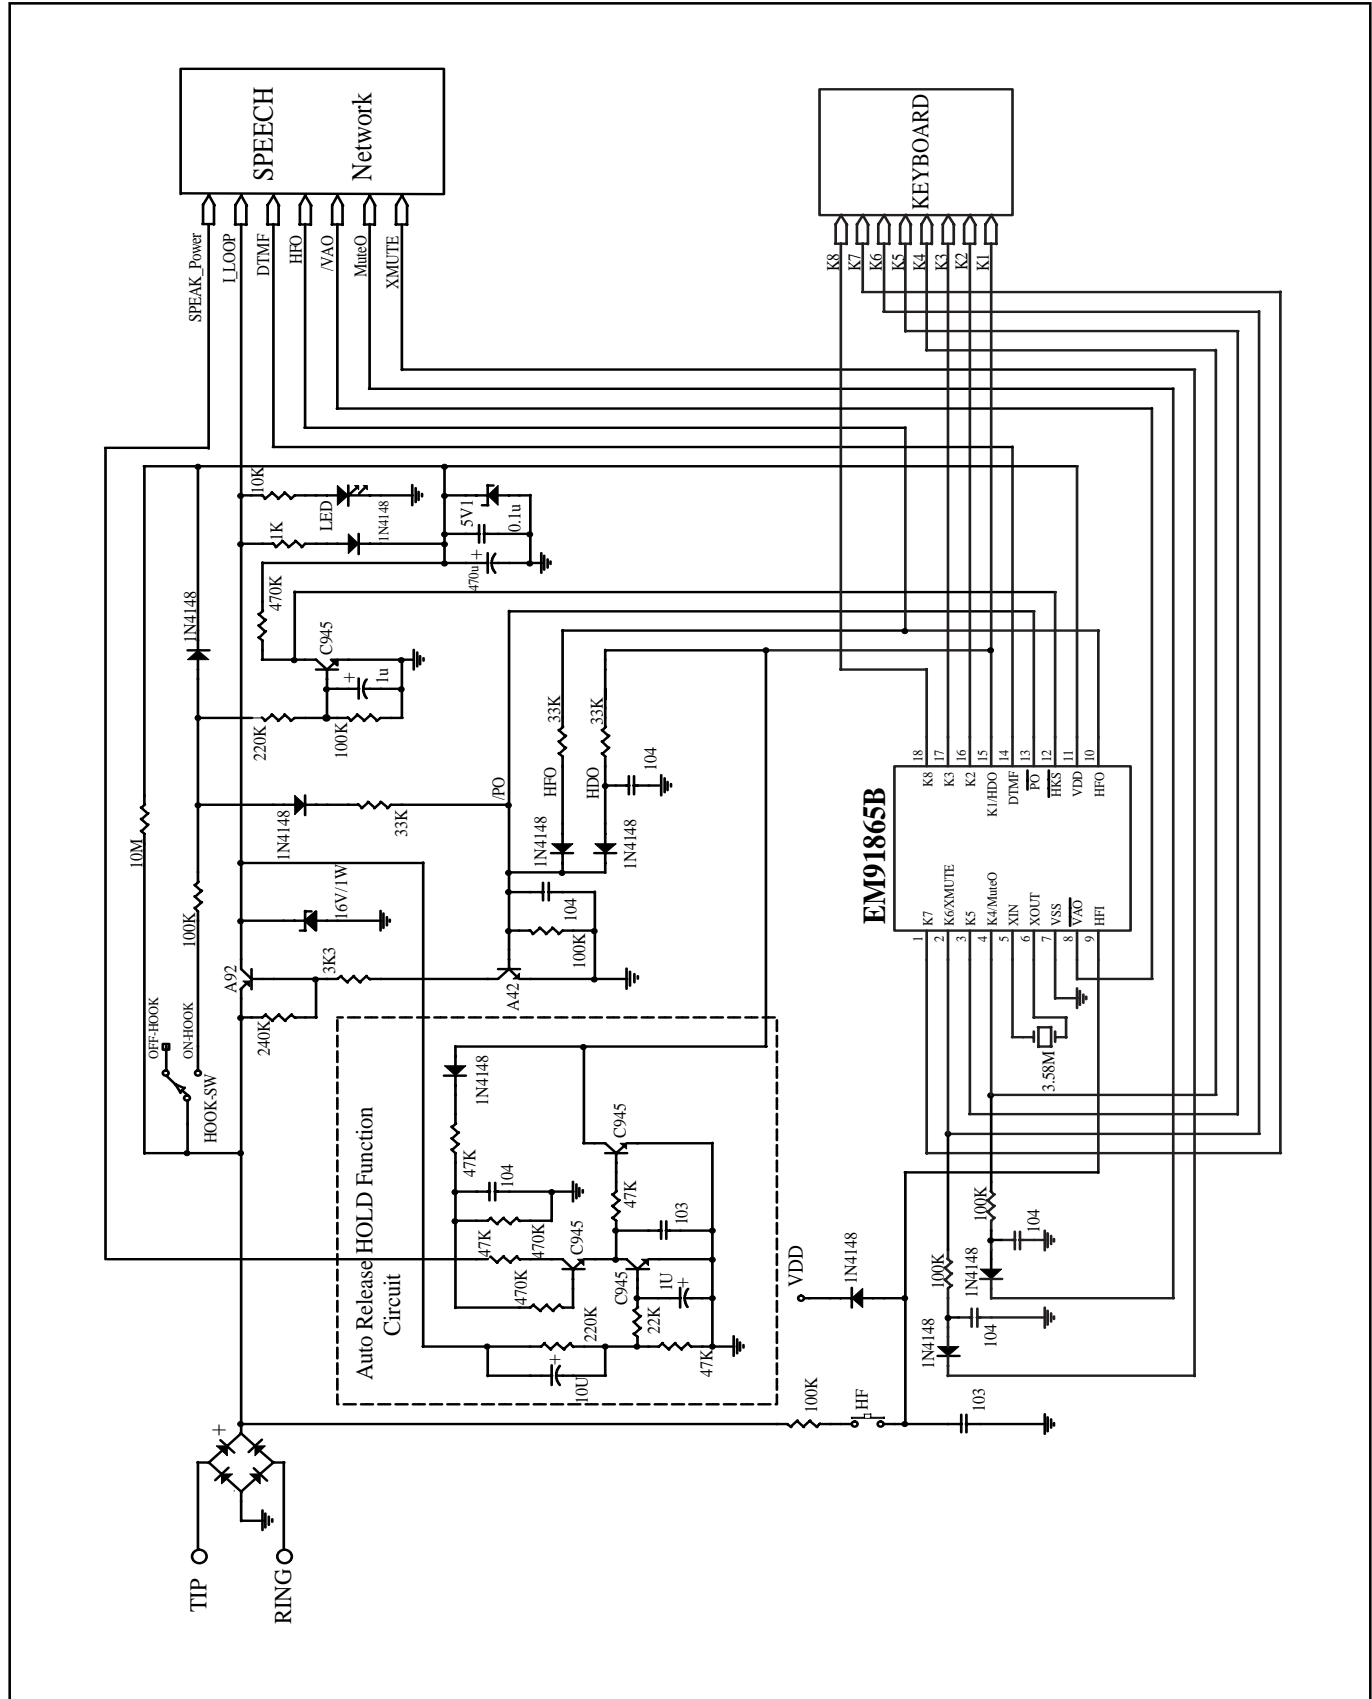 SPEECH
Network
SPEAK_Power
I_LOOP
DTMF
HFO
/VAO
MuteO
XMUTE
KEYBOARD
K8
K7
K6
K5
K4
K3
K2
K1
10K
LED
1K
1N4148
5V1
0.1u
470u
+
470K
1N4148
C945
+
1u
220K
100K
10M
1N4148
33K
/PO
HFO
33K
HDO
33K
104
1N4148
1N4148
100K
16V/1W
104
100K
A92
3K3
A42
OFF-HOOK
ON-HOOK
240K
HOOK-SW
EM91865B
18
17
16
15
14
13
12
11
10
K8
K3
K2
K1/HDO
DTMF
PO
HKS
VDD
HFO
K7
K6/XMUTE
K5
K4/MuteO
XIN
XOUT
VSS
VAO
HFI
1
2
3
4
5
6
7
8
9
3.58M
Auto Release HOLD Function
Circuit
1N4148
47K
104
C945
47K
47K
470K
C945
103
470K
C945
1U
+
220K
22K
+
10U
47K
VDD
1N4148
100K
100K
1N4148
104
1N4148
104
100K
HF
103
+
TIP
RING